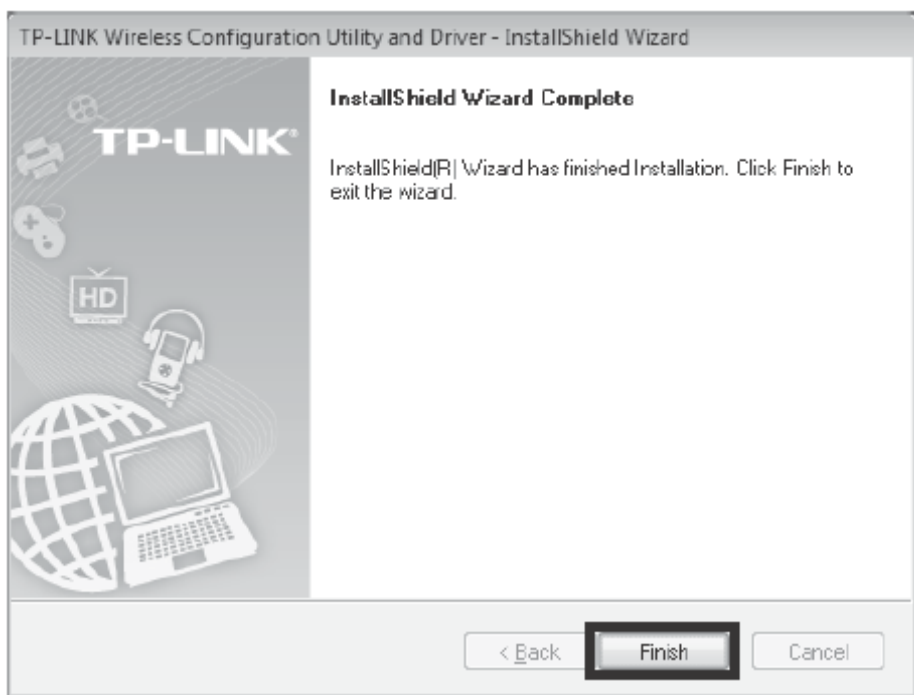 TP-LINK Wireless Configuration Utility and Driver - InstallShield Wizard
TP-LINK®
InstallShield Wizard Complete
InstallShield(R) Wizard has finished Installation. Click Finish to
exit the wizard.
HD
< Back
Finish
Cancel